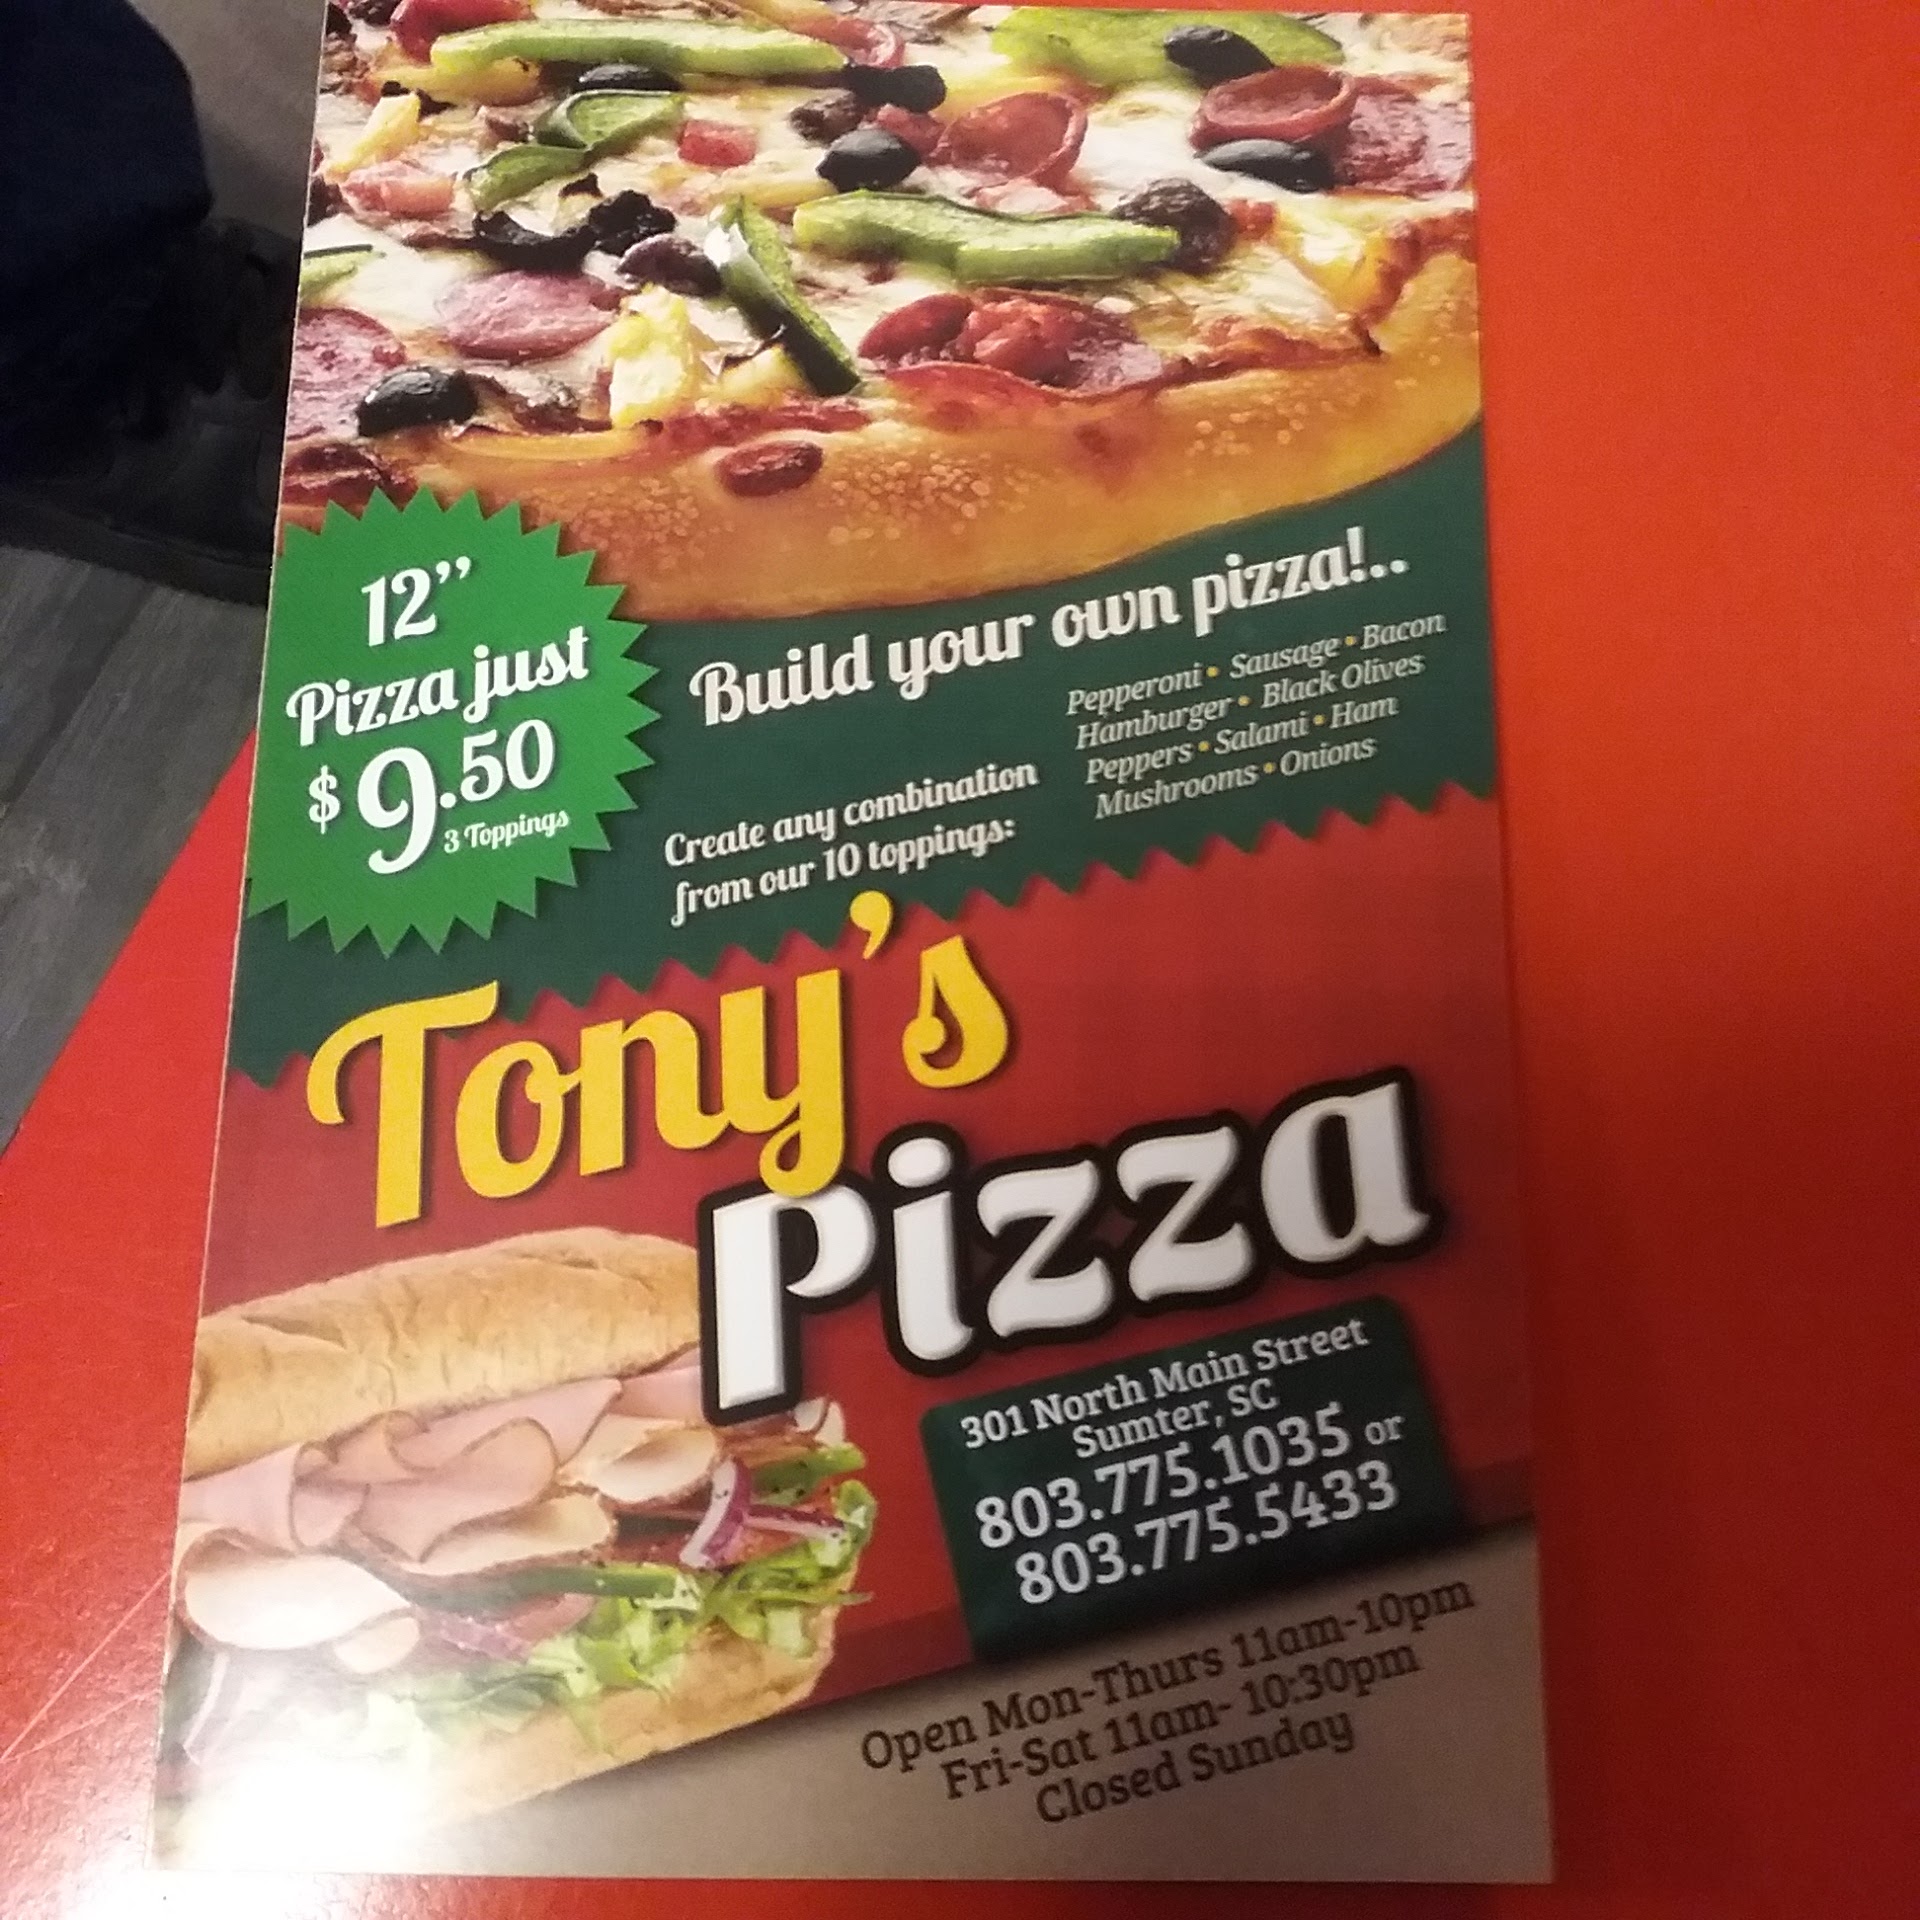 12”
Pizza just
$9.50
3 Toppings
Build your own pizza!..
Create any combination
from our 10 toppings:
Pepperoni • Sausage • Bacon
Hamburger • Black Olives
Peppers • Salami • Ham
Mushrooms • Onions
Tony's
Pizza
301 North Main Street
Sumter, SC
803.775.1035 or
803.775.5433
Open Mon-Thurs 11am-10pm
Fri-Sat 11am- 10:30pm
Closed Sunday